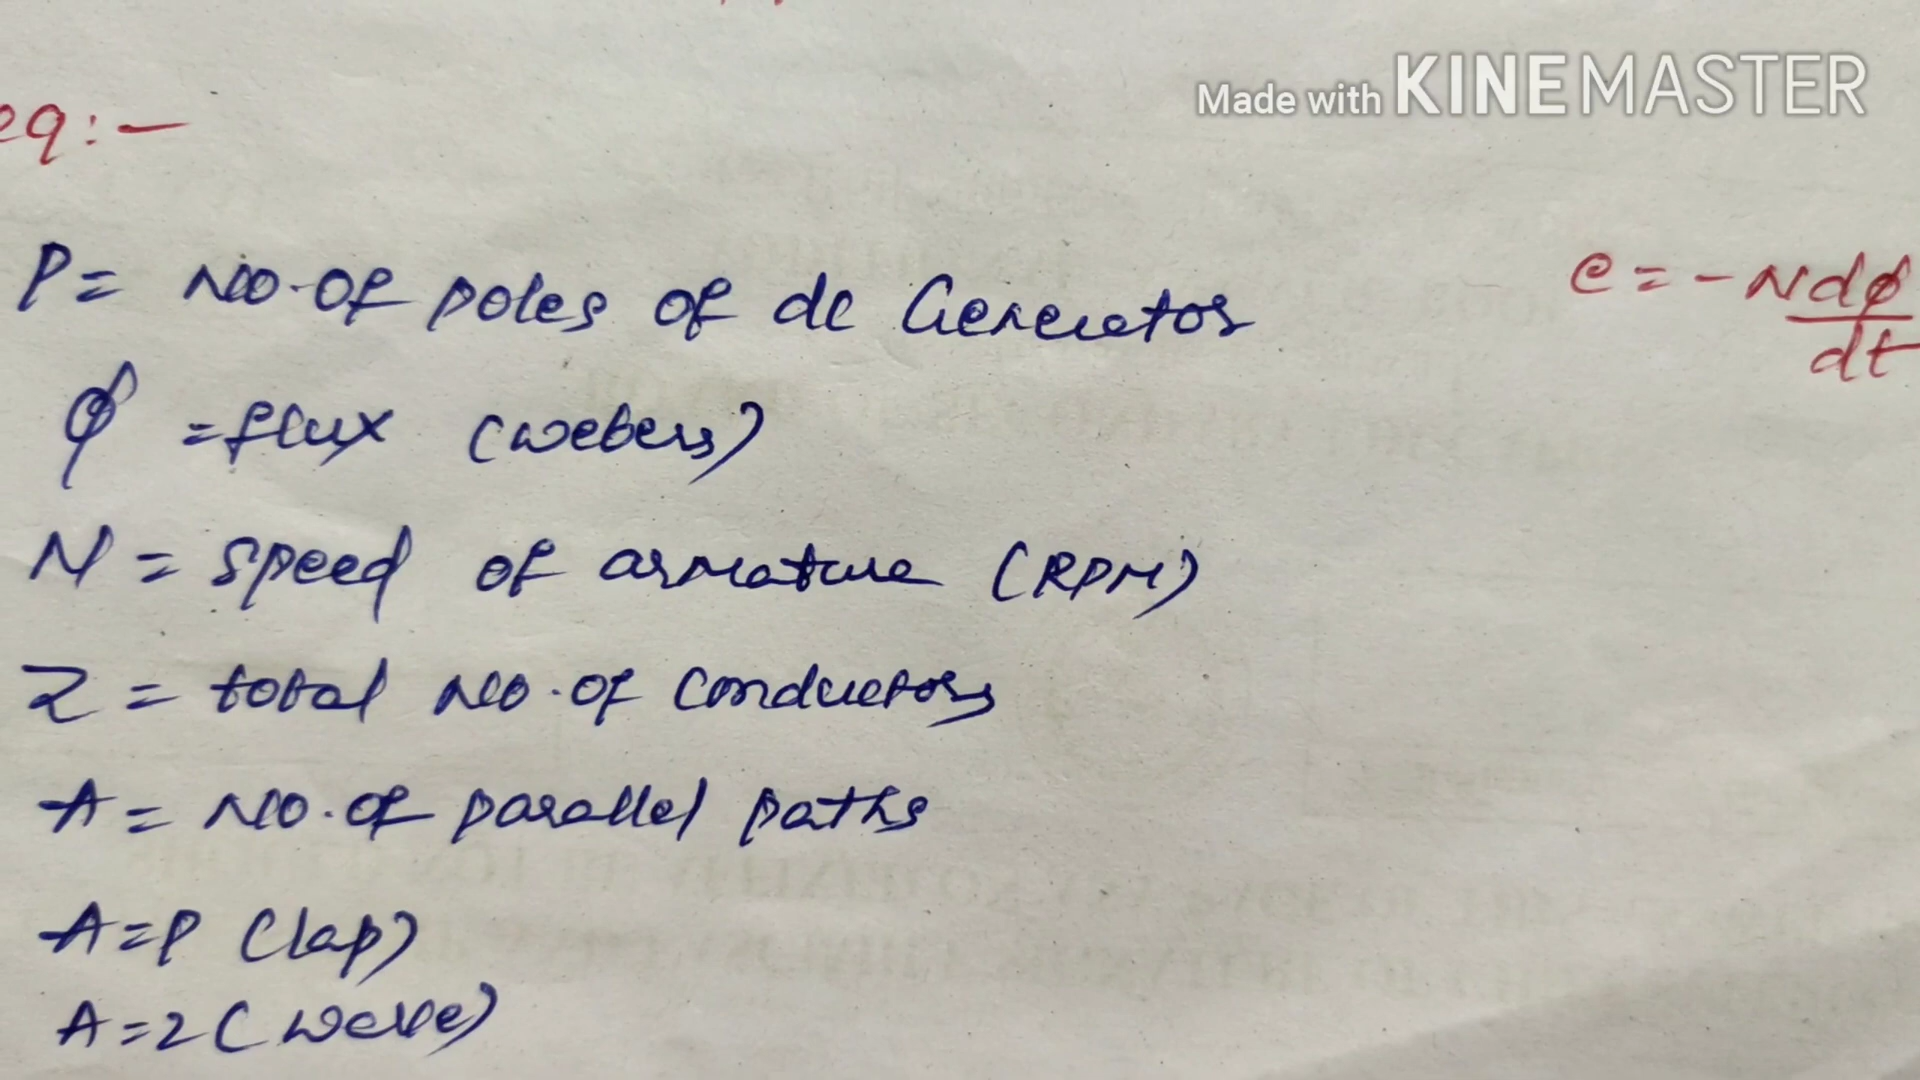 Made with KINEMASTER
eq:-
P = No. of poles of dc Generator
e = -N dϕ/dt
ϕ = flux (webers)
N = speed of armature (RPM)
Z = total No. of conductors
A = No. of parallel paths
A = P (lap)
A = 2 (wave)